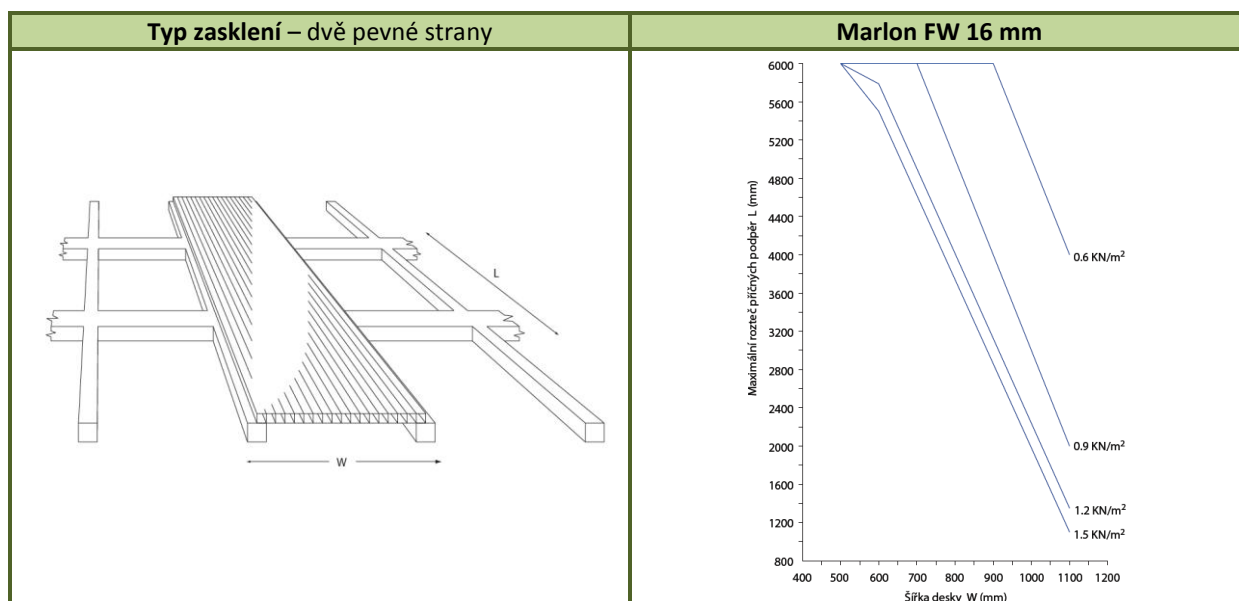 Typ zasklení – dvě pevné strany
Marlon FW 16 mm
L
W
Maximální rozteč příčných podpěr L (mm)
6000
5600
5200
4800
4400
4000
3600
3200
2800
2400
2000
1600
1200
800
0.6 KN/m²
0.9 KN/m²
1.2 KN/m²
1.5 KN/m²
400 500 600 700 800 900 1000 1100 1200
Šířka desky W (mm)